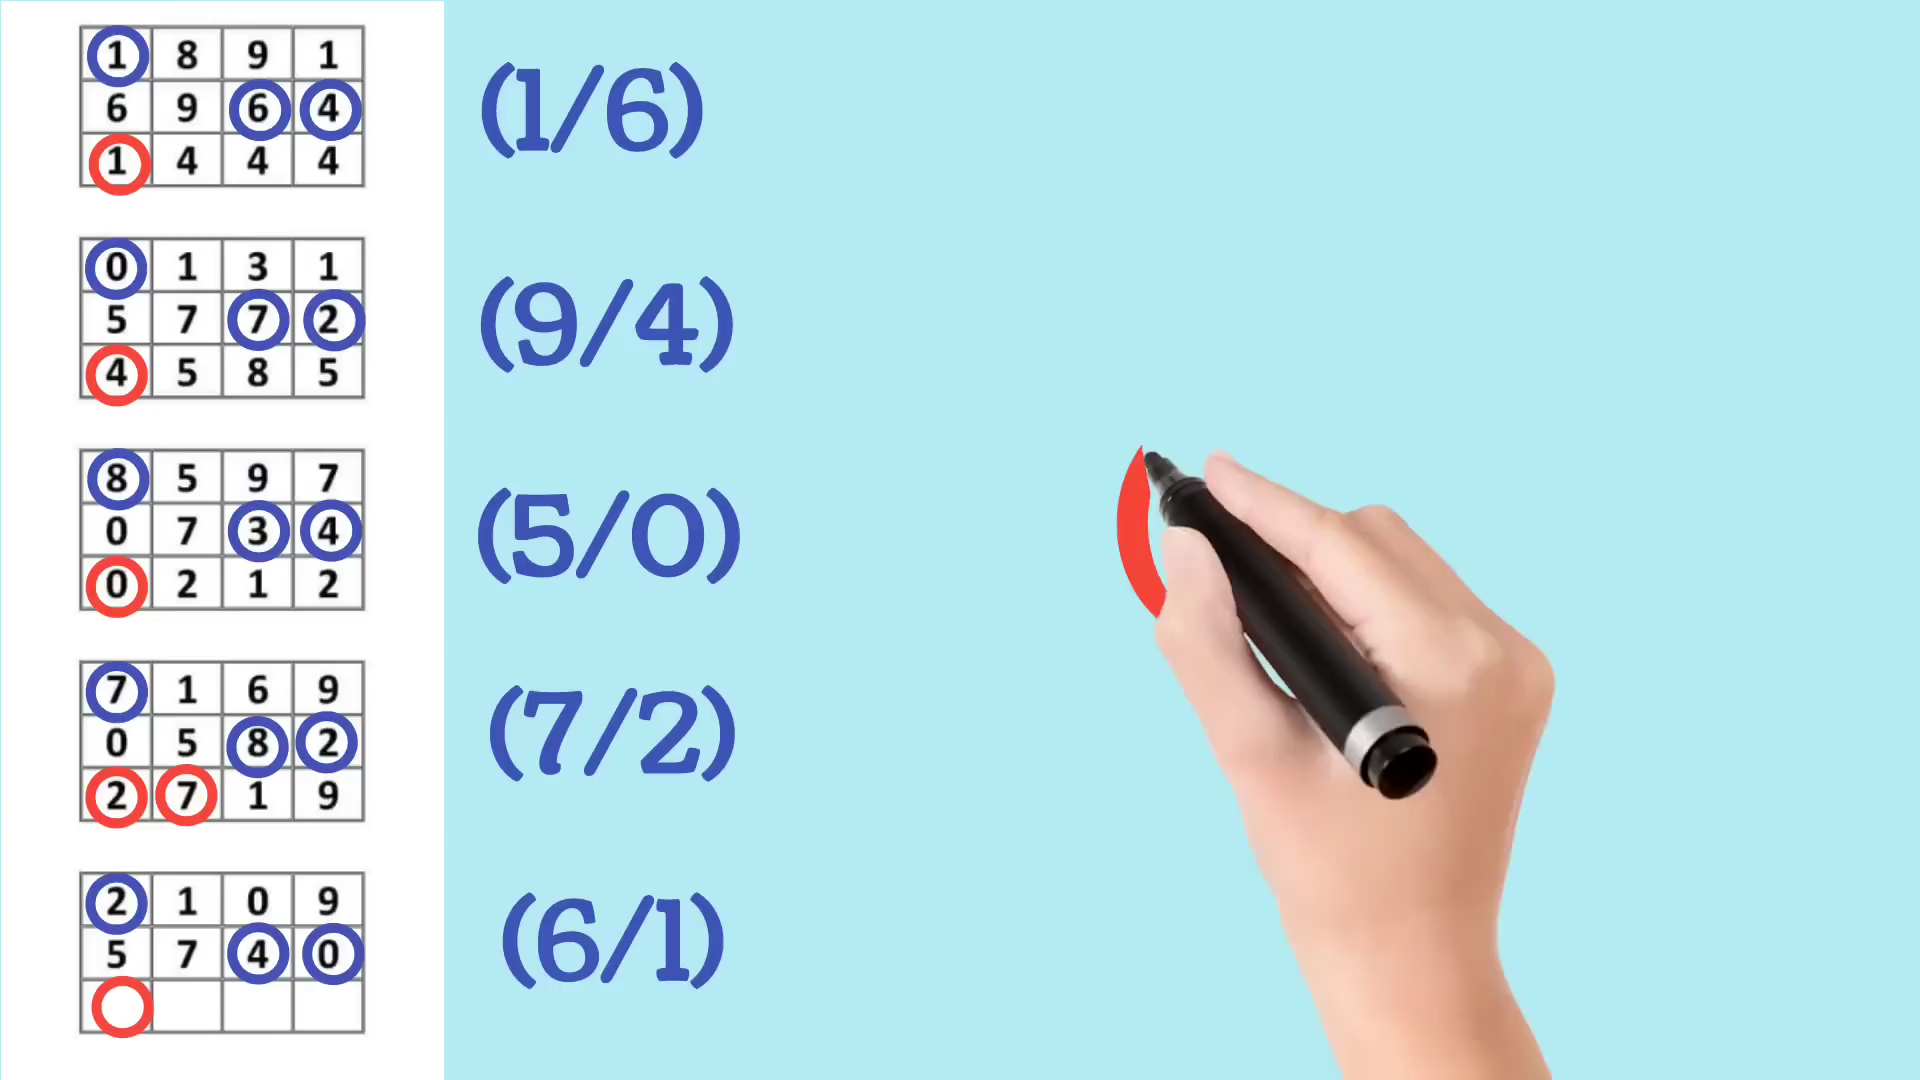 1 8 9 1
6 9 6 4
1 4 4 4
(1/6)
0 1 3 1
5 7 7 2
4 5 8 5
(9/4)
8 5 9 7
0 7 3 4
0 2 1 2
(5/0)
7 1 6 9
0 5 8 2
2 7 1 9
(7/2)
2 1 0 9
5 7 4 0
(6/1)